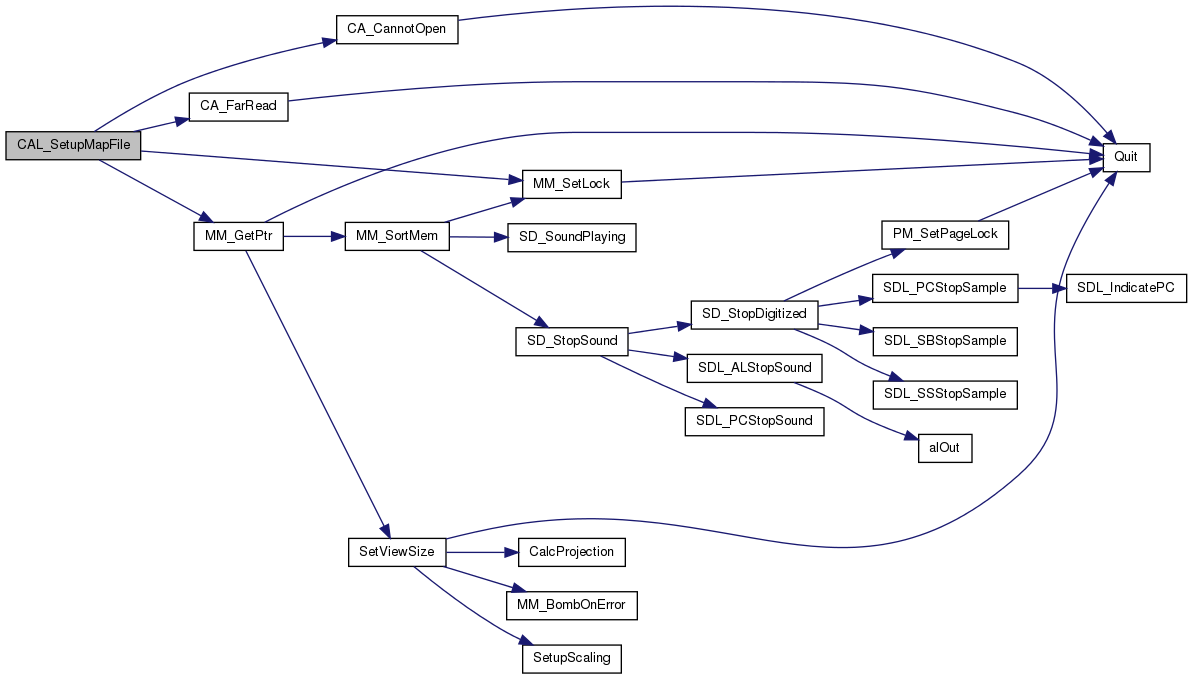 CA_CannotOpen
CA_FarRead
CAL_SetupMapFile
Quit
MM_SetLock
MM_GetPtr
MM_SortMem
SD_SoundPlaying
PM_SetPageLock
SDL_PCStopSample
SDL_IndicatePC
SD_StopDigitized
SD_StopSound
SDL_SBStopSample
SDL_ALStopSound
SDL_SSStopSample
SDL_PCStopSound
alOut
SetViewSize
CalcProjection
MM_BombOnError
SetupScaling